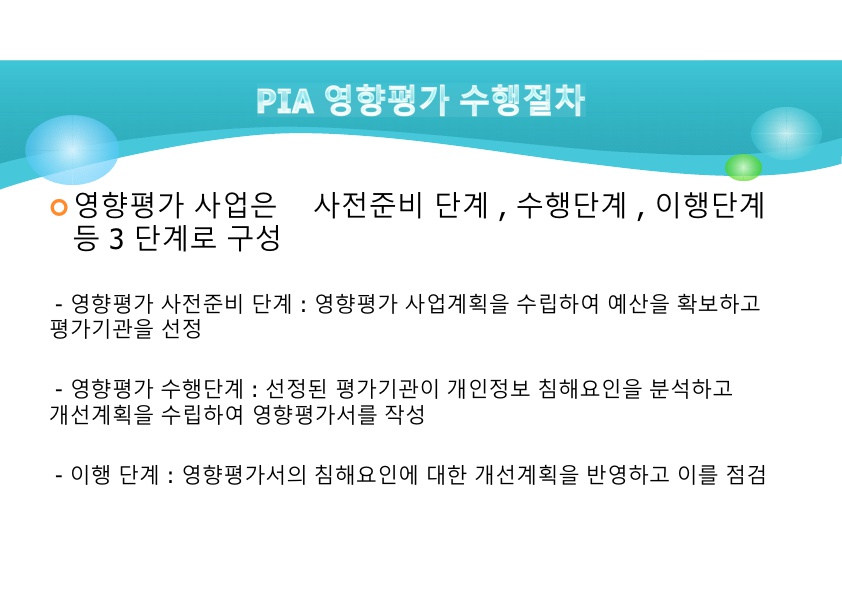 PIA 영향평가 수행절차
영향평가 사업은 사전준비 단계 , 수행단계 , 이행단계
등 3 단계로 구성
- 영향평가 사전준비 단계 : 영향평가 사업계획을 수립하여 예산을 확보하고
평가기관을 선정
- 영향평가 수행단계 : 선정된 평가기관이 개인정보 침해요인을 분석하고
개선계획을 수립하여 영향평가서를 작성
- 이행 단계 : 영향평가서의 침해요인에 대한 개선계획을 반영하고 이를 점검